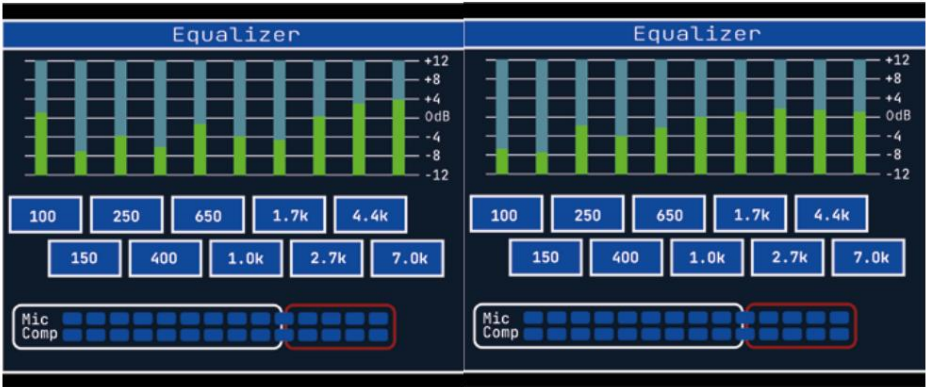 Equalizer
+12
+8
+4
0dB
-4
-8
-12
100 250 650 1.7k 4.4k
150 400 1.0k 2.7k 7.0k
Mic
Comp
Equalizer
+12
+8
+4
0dB
-4
-8
-12
100 250 650 1.7k 4.4k
150 400 1.0k 2.7k 7.0k
Mic
Comp